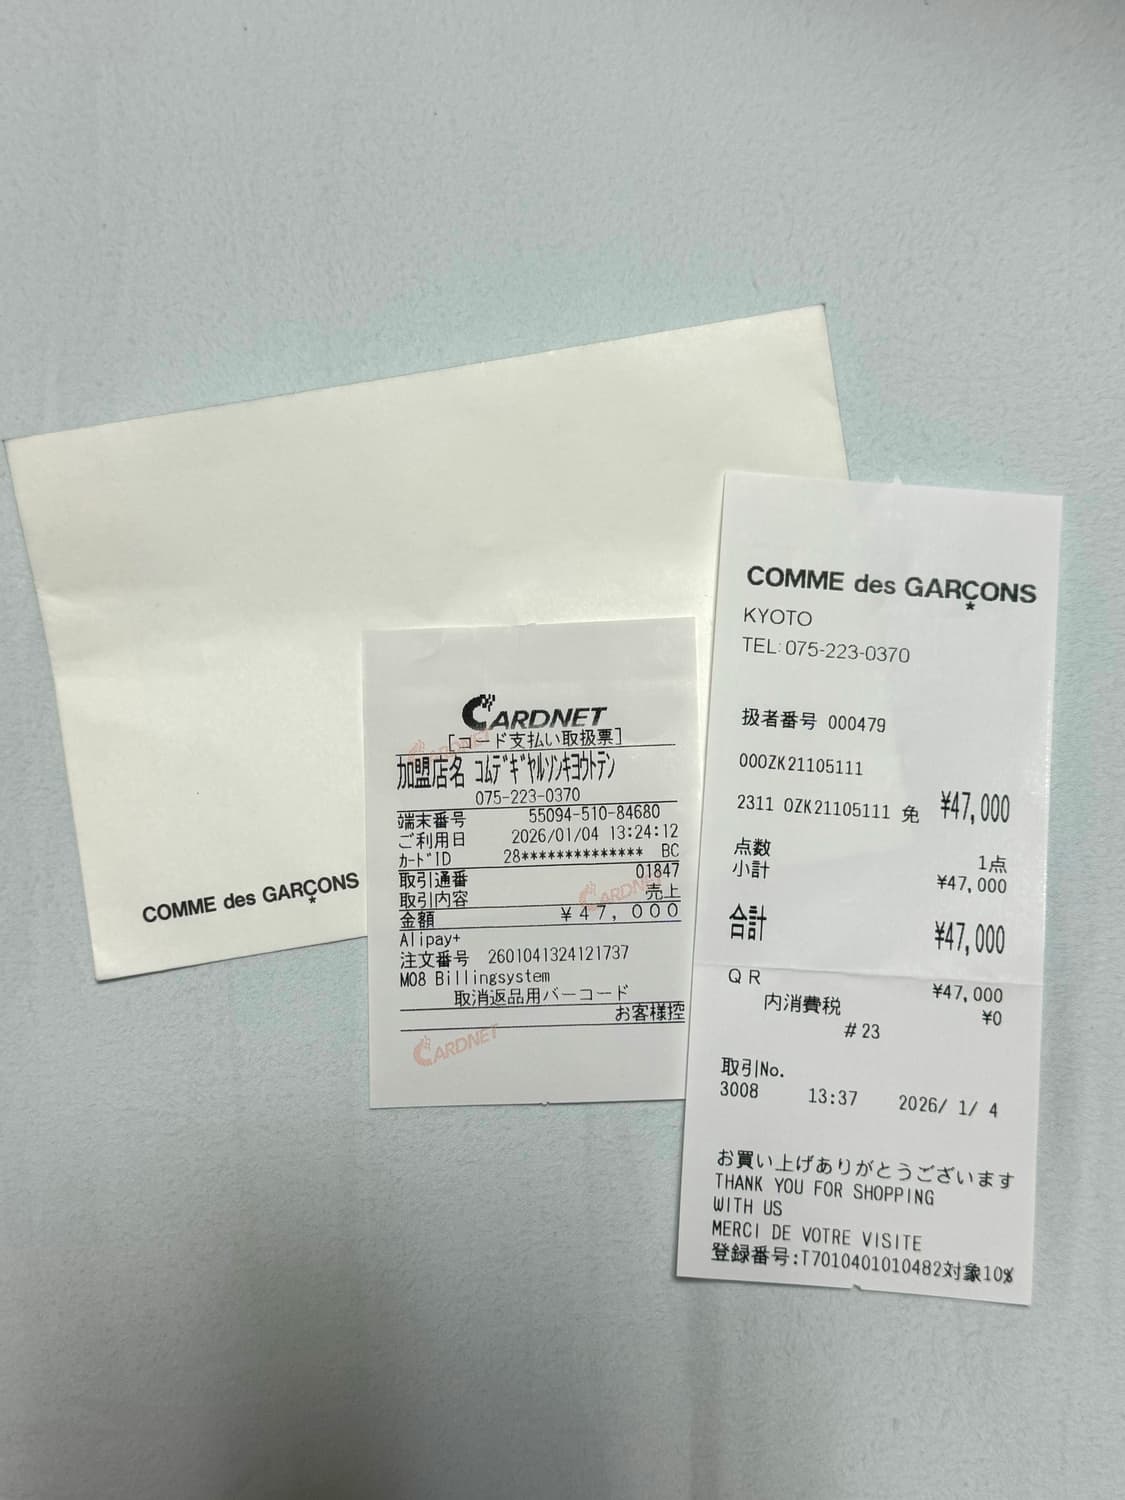 COMME des GARÇONS
CARDNET
[コード支払い取扱票]
加盟店名 コムデギヤルソンキヨウトテン
075-223-0370
端末番号 55094-510-84680
ご利用日 2026/01/04 13:24:12
カードID 28************** BC
取引通番 01847
取引内容 売上
金額 ¥47,000
Alipay+
注文番号 2601041324121737
M08 Billingsystem
取消返品用バーコード
お客様控
CARDNET
CARDNET
CARDNET
COMME des GARÇONS
KYOTO
TEL:075-223-0370
扱者番号 000479
000ZK21105111
2311 0ZK21105111 免 ¥47,000
点数 1点
小計 ¥47,000
合計 ¥47,000
QR ¥47,000
内消費税 ¥0
#23
取引No.
3008 13:37 2026/ 1/ 4
お買い上げありがとうございます
THANK YOU FOR SHOPPING
WITH US
MERCI DE VOTRE VISITE
登録番号:T7010401010482対象10%